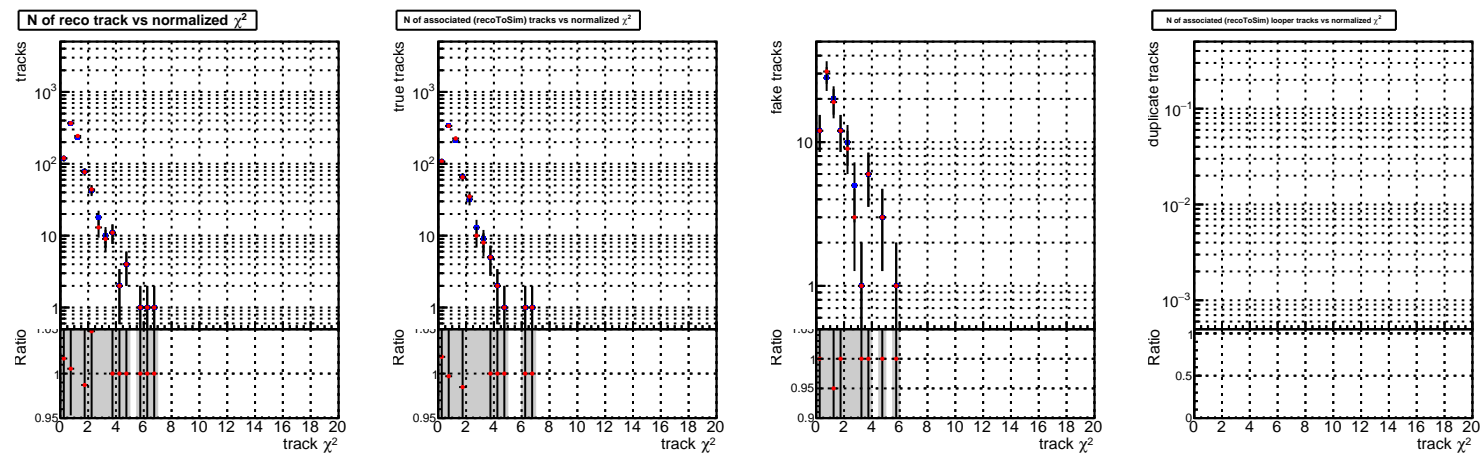 N of reco track vs normalized χ²
tracks
10³
10²
10
1
Ratio
1.05
1
0.95
0 2 4 6 8 10 12 14 16 18 20
track χ²
N of associated (recoToSim) tracks vs normalized χ²
true tracks
10³
10²
10
1
Ratio
1.05
1
0.95
0 2 4 6 8 10 12 14 16 18 20
track χ²
fake tracks
10
1
Ratio
1
0.95
0.9
0 2 4 6 8 10 12 14 16 18 20
track χ²
N of associated (recoToSim) looper tracks vs normalized χ²
duplicate tracks
10⁻¹
10⁻²
10⁻³
Ratio
1
0.5
0
0 2 4 6 8 10 12 14 16 18 20
track χ²